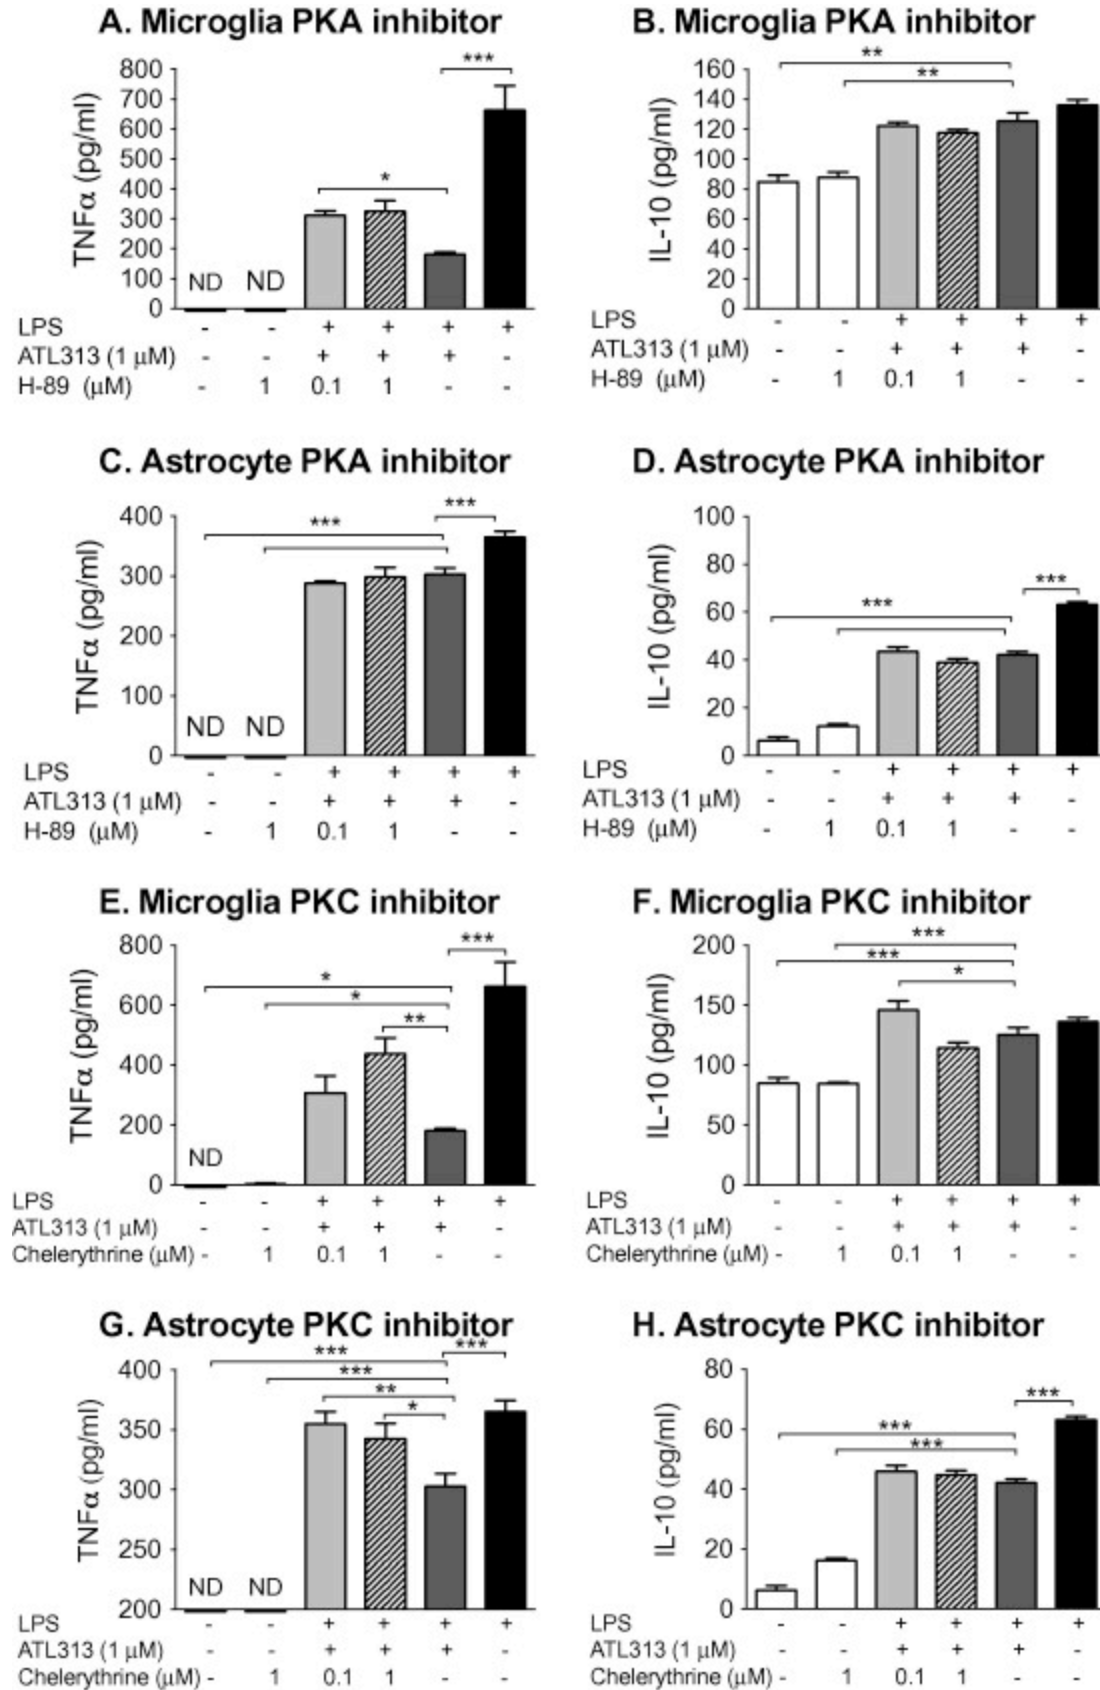 A. Microglia PKA inhibitor
***
*
TNFα (pg/ml)
800
700
600
500
400
300
200
100
0
ND ND
LPS - - + + + +
ATL313 (1 µM) - - + + + -
H-89 (µM) - 1 0.1 1 - -
B. Microglia PKA inhibitor
**
**
IL-10 (pg/ml)
160
140
120
100
80
60
40
20
0
LPS - - + + + +
ATL313 (1 µM) - - + + + -
H-89 (µM) - 1 0.1 1 - -
C. Astrocyte PKA inhibitor
***
***
TNFα (pg/ml)
400
300
200
100
0
ND ND
LPS - - + + + +
ATL313 (1 µM) - - + + + -
H-89 (µM) - 1 0.1 1 - -
D. Astrocyte PKA inhibitor
***
***
IL-10 (pg/ml)
100
80
60
40
20
0
LPS - - + + + +
ATL313 (1 µM) - - + + + -
H-89 (µM) - 1 0.1 1 - -
E. Microglia PKC inhibitor
***
*
*
**
TNFα (pg/ml)
800
600
400
200
0
ND
LPS - - + + + +
ATL313 (1 µM) - - + + + -
Chelerythrine (µM) - 1 0.1 1 - -
F. Microglia PKC inhibitor
***
***
*
IL-10 (pg/ml)
200
150
100
50
0
LPS - - + + + +
ATL313 (1 µM) - - + + + -
Chelerythrine (µM) - 1 0.1 1 - -
G. Astrocyte PKC inhibitor
***
***
***
**
*
TNFα (pg/ml)
400
350
300
250
200
ND ND
LPS - - + + + +
ATL313 (1 µM) - - + + + -
Chelerythrine (µM) - 1 0.1 1 - -
H. Astrocyte PKC inhibitor
***
***
***
IL-10 (pg/ml)
80
60
40
20
0
LPS - - + + + +
ATL313 (1 µM) - - + + + -
Chelerythrine (µM) - 1 0.1 1 - -